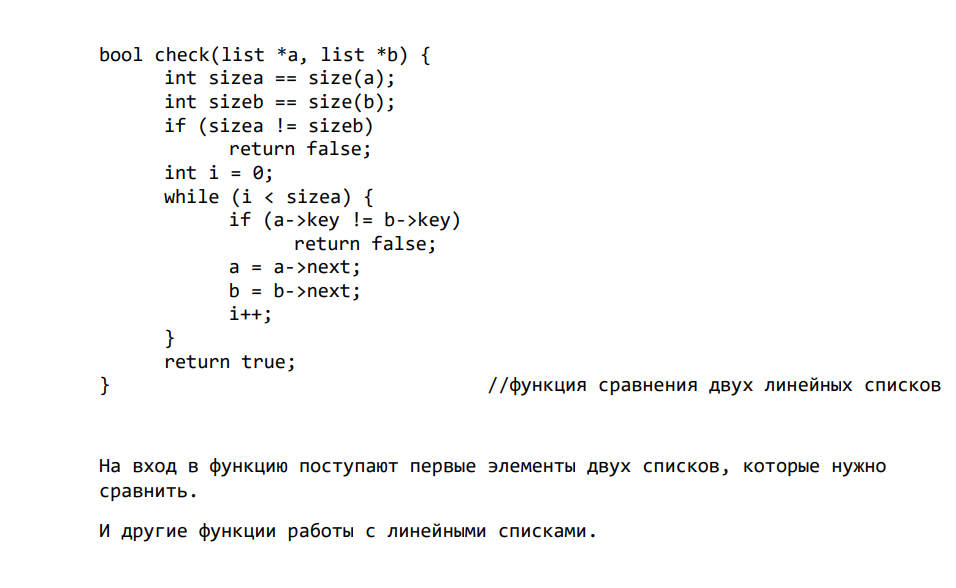 bool check(list *a, list *b) {
int sizea == size(a);
int sizeb == size(b);
if (sizea != sizeb)
return false;
int i = 0;
while (i < sizea) {
if (a->key != b->key)
return false;
a = a->next;
b = b->next;
i++;
}
return true;
} //функция сравнения двух линейных списков
На вход в функцию поступают первые элементы двух списков, которые нужно
сравнить.
И другие функции работы с линейными списками.